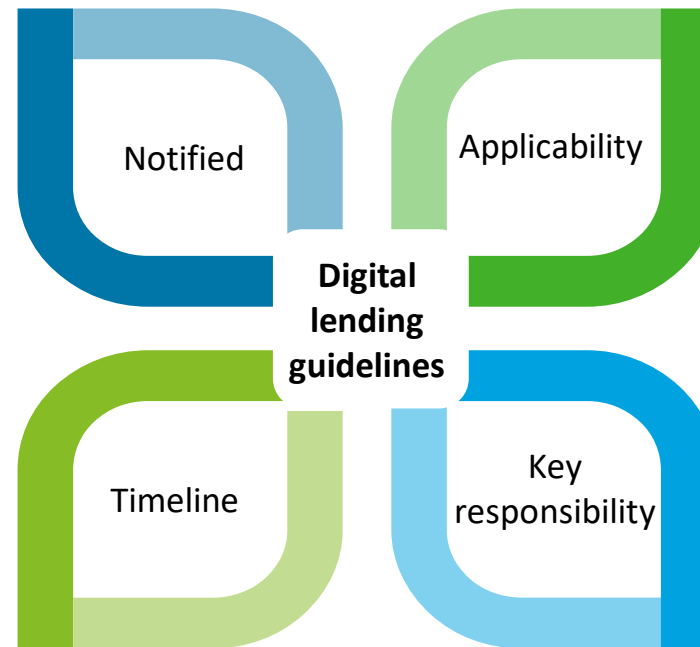 Notified
Applicability
Digital
lending
guidelines
Timeline
Key
responsibility